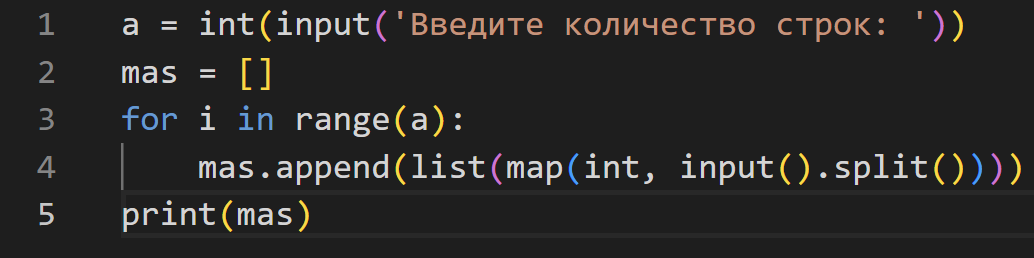 1 a = int(input('Введите количество строк: '))
2 mas = []
3 for i in range(a):
4     mas.append(list(map(int, input().split())))
5 print(mas)